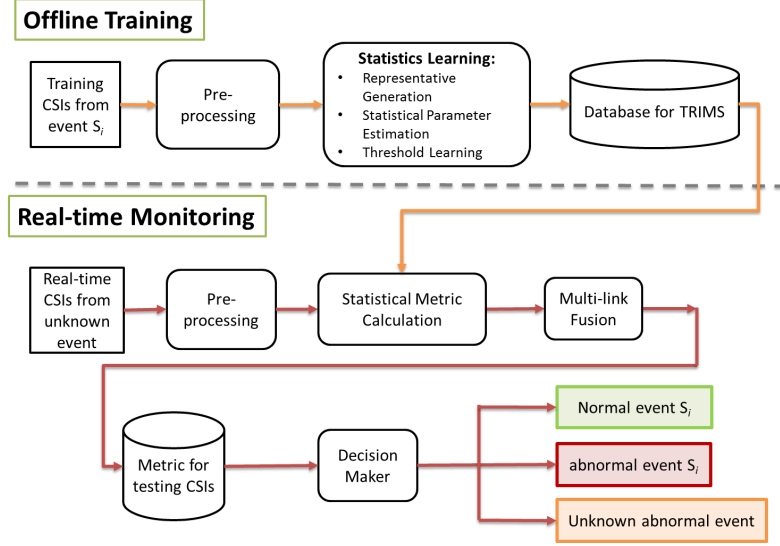 Offline Training
Training
CSIs from
event Si
Pre-
processing
Statistics Learning:
• Representative
Generation
• Statistical Parameter
Estimation
• Threshold Learning
Database for TRIMS
Real-time Monitoring
Real-time
CSIs from
unknown
event
Pre-
processing
Statistical Metric
Calculation
Multi-link
Fusion
Metric for
testing CSIs
Decision
Maker
Normal event Si
abnormal event Si
Unknown abnormal event